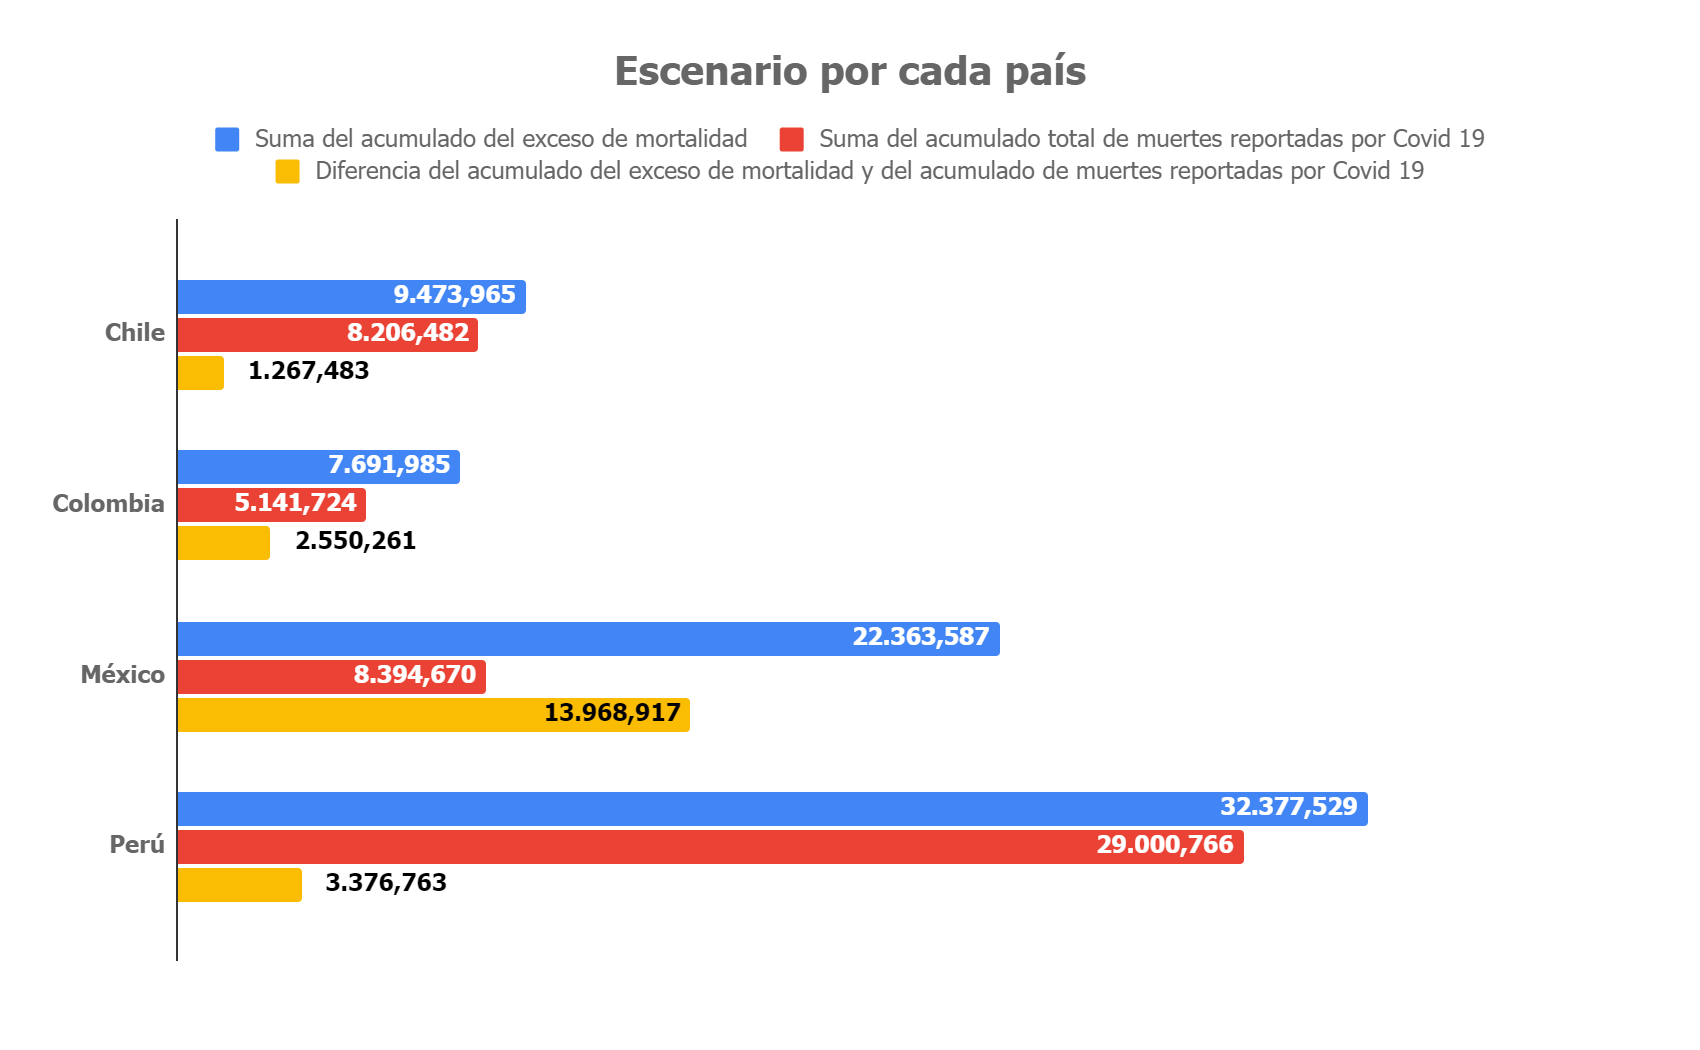 Escenario por cada país
Suma del acumulado del exceso de mortalidad Suma del acumulado total de muertes reportadas por Covid 19
Diferencia del acumulado del exceso de mortalidad y del acumulado de muertes reportadas por Covid 19
9.473,965
Chile 8.206,482
1.267,483
7.691,985
Colombia 5.141,724
2.550,261
22.363,587
México 8.394,670
13.968,917
32.377,529
Perú 29.000,766
3.376,763